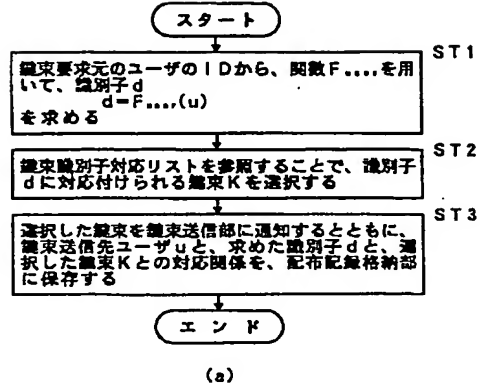 スタート
ST1
鍵束要求元のユーザのIDから、関数F....を用
いて、識別子d
d=F....(u)
を求める
ST2
鍵束識別子対応リストを参照することで、識別子
dに対応付けられる鍵束Kを選択する
ST3
選択した鍵束を鍵束送信部に通知するとともに、
鍵束送信先ユーザuと、求めた識別子dと、選
択した鍵束Kとの対応関係を、配布記録格納部
に保存する
エンド
(a)